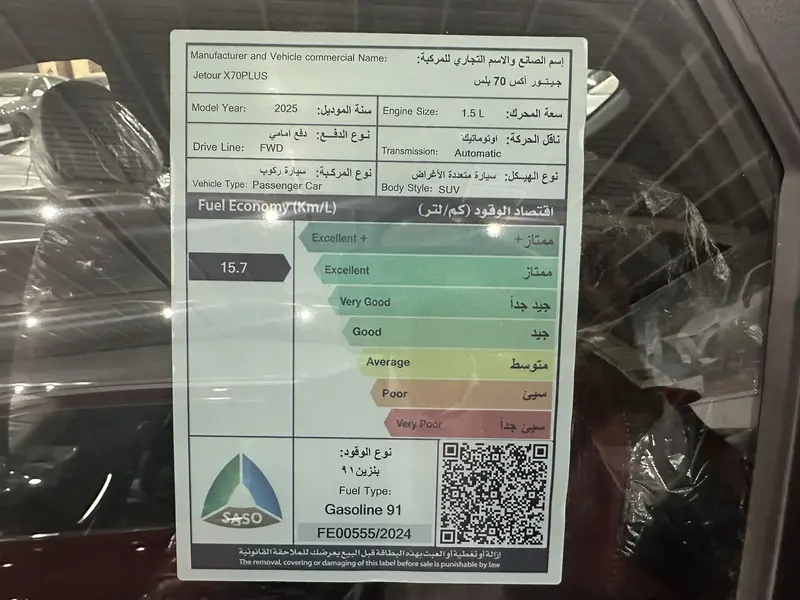 Manufacturer and Vehicle commercial Name: إسم الصانع والاسم التجاري للمركبة:
Jetour X70PLUS جيتور أكس 70 بلس
Model Year: 2025 سنة الموديل:
Engine Size: 1.5 L سعة المحرك:
نوع الدفع: دفع امامي
Drive Line: FWD
ناقل الحركة: اوتوماتيك
Transmission: Automatic
نوع المركبة: سيارة ركوب
Vehicle Type: Passenger Car
نوع الهيكل: سيارة متعددة الأغراض
Body Style: SUV
Fuel Economy (Km/L) اقتصاد الوقود (كم/لتر)
Excellent + ممتاز+
15.7
Excellent ممتاز
Very Good جيد جداً
Good جيد
Average متوسط
Poor سيئ
Very Poor سيئ جداً
SASO
نوع الوقود:
بنزين ٩١
Fuel Type:
Gasoline 91
FE00555/2024
إزالة أو تغطية أو العبث بهذه البطاقة قبل البيع يعرضك للملاحقة القانونية
The removal, covering or damaging of this label before sale is punishable by law